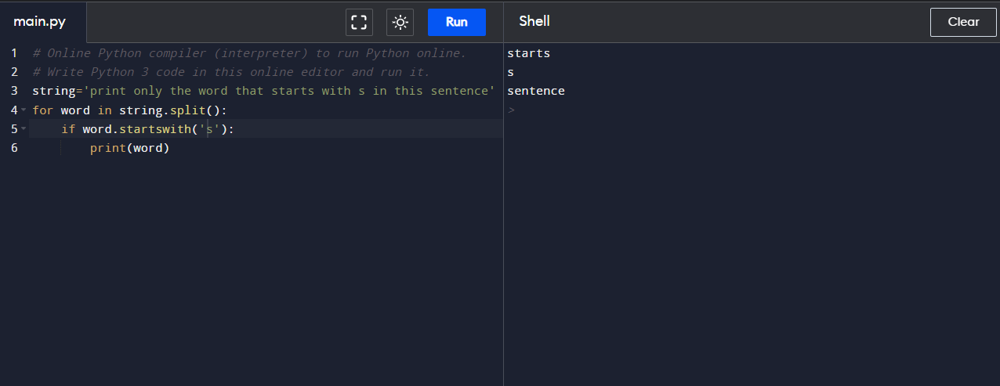 main.py
Run
Shell
Clear
1 # Online Python compiler (interpreter) to run Python online.
2 # Write Python 3 code in this online editor and run it.
3 string='print only the word that starts with s in this sentence'
4 for word in string.split():
5     if word.startswith('s'):
6         print(word)
starts
s
sentence
>